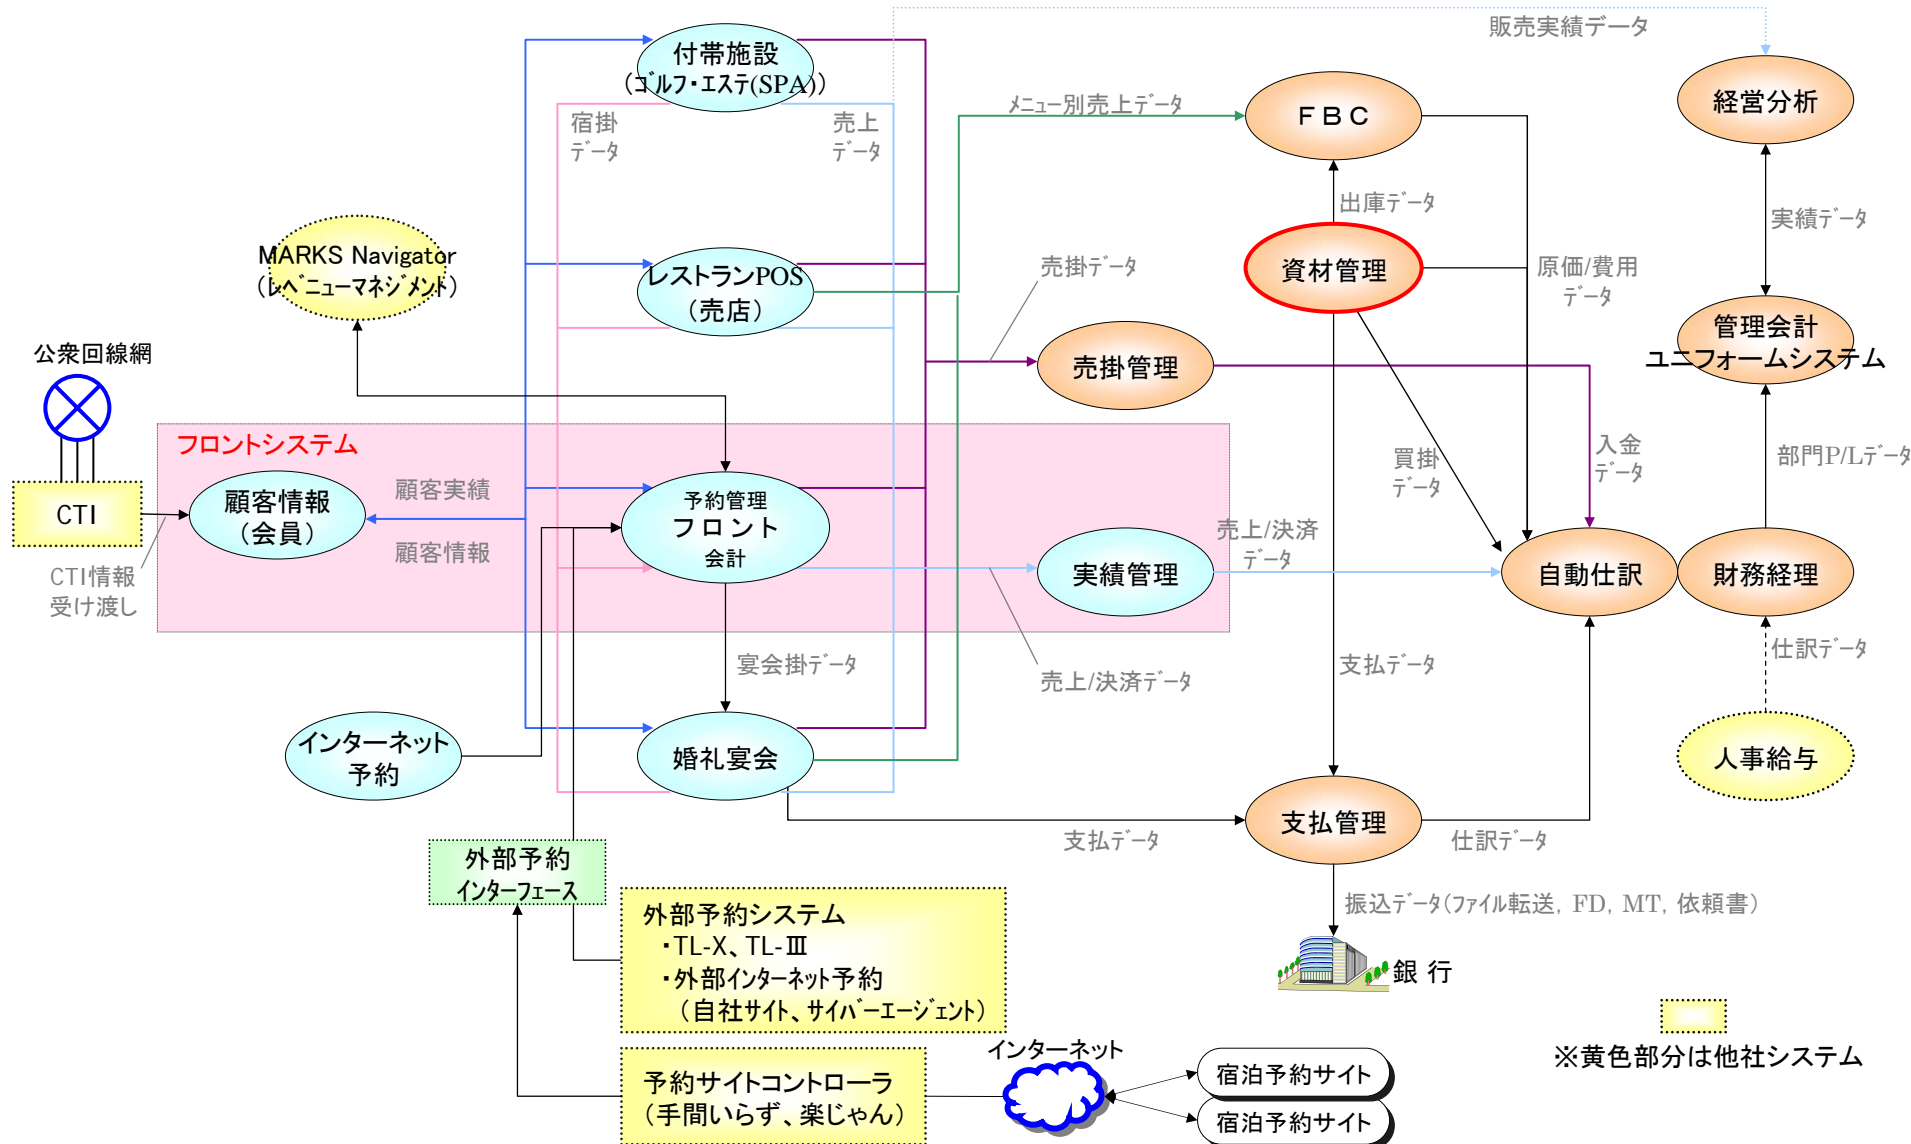 販売実績データ
付帯施設
（ゴルフ・エステ(SPA)）
経営分析
宿掛
データ
売上
データ
メニュー別売上データ
ＦＢＣ
出庫データ
実績データ
MARKS Navigator
（レベニューマネジメント）
レストランPOS
（売店）
売掛データ
資材管理
原価/費用
データ
管理会計
ユニフォームシステム
公衆回線網
売掛管理
フロントシステム
入金
データ
買掛
データ
部門P/Lデータ
CTI
顧客情報
（会員）
顧客実績
顧客情報
予約管理
フロント
会計
売上/決済
データ
実績管理
自動仕訳
財務経理
CTI情報
受け渡し
宴会掛データ
売上/決済データ
支払データ
仕訳データ
インターネット
予約
婚礼宴会
人事給与
支払管理
支払データ
仕訳データ
外部予約
インターフェース
外部予約システム
・TL-X、TL-Ⅲ
・外部インターネット予約
（自社サイト、サイバーエージェント）
振込データ（ファイル転送, FD, MT, 依頼書）
銀 行
インターネット
予約サイトコントローラ
（手間いらず、楽じゃん）
宿泊予約サイト
宿泊予約サイト
※黄色部分は他社システム